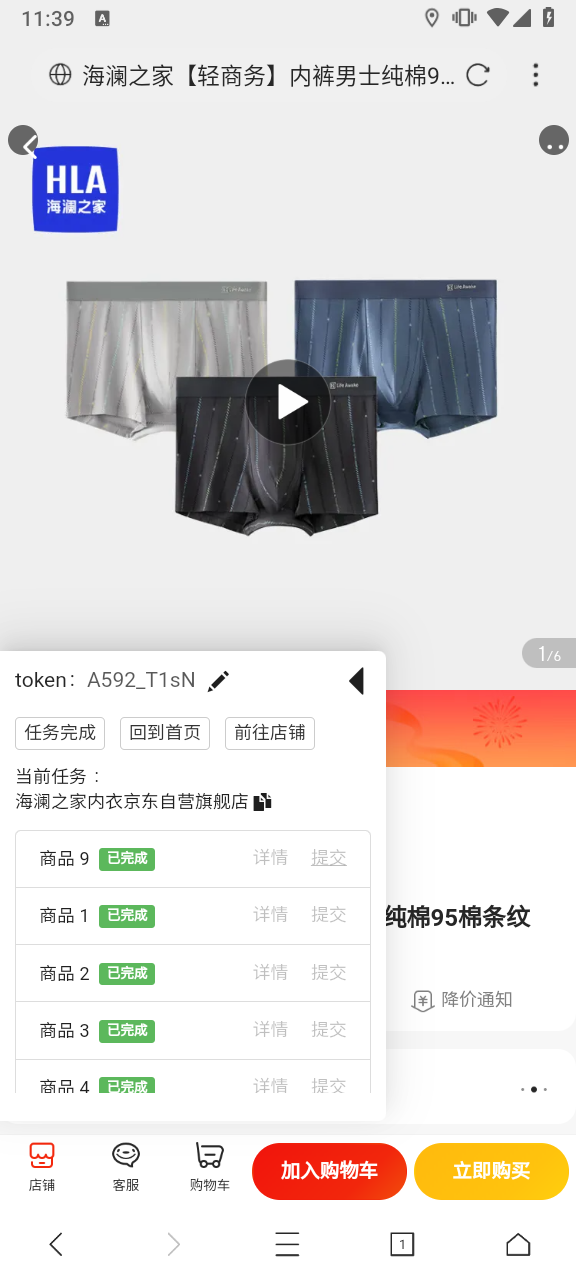 11:39
A
海澜之家【轻商务】内裤男士纯棉9...
HLA
海澜之家
Life Awake
Life Awake
Life Awake
1/6
token: A592_T1sN
任务完成 回到首页 前往店铺
当前任务：
海澜之家内衣京东自营旗舰店
商品 9 已完成 详情 提交
商品 1 已完成 详情 提交
纯棉95棉条纹
商品 2 已完成 详情 提交
降价通知
商品 3 已完成 详情 提交
商品 4 已完成 详情 提交
店铺 客服 购物车 加入购物车 立即购买
1